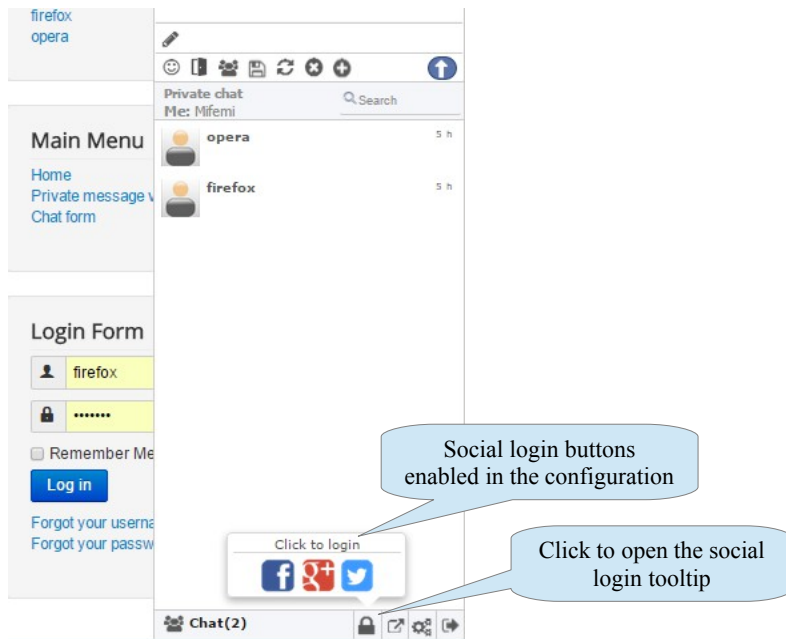 firefox
opera
Private chat
Me: Mifemi
Search
opera
5 h
firefox
5 h
Main Menu
Home
Private message v
Chat form
Login Form
firefox
•••••••
Remember Me
Log in
Forgot your userna
Forgot your passw
Social login buttons
enabled in the configuration
Click to login
f g+
Click to open the social
login tooltip
Chat(2)